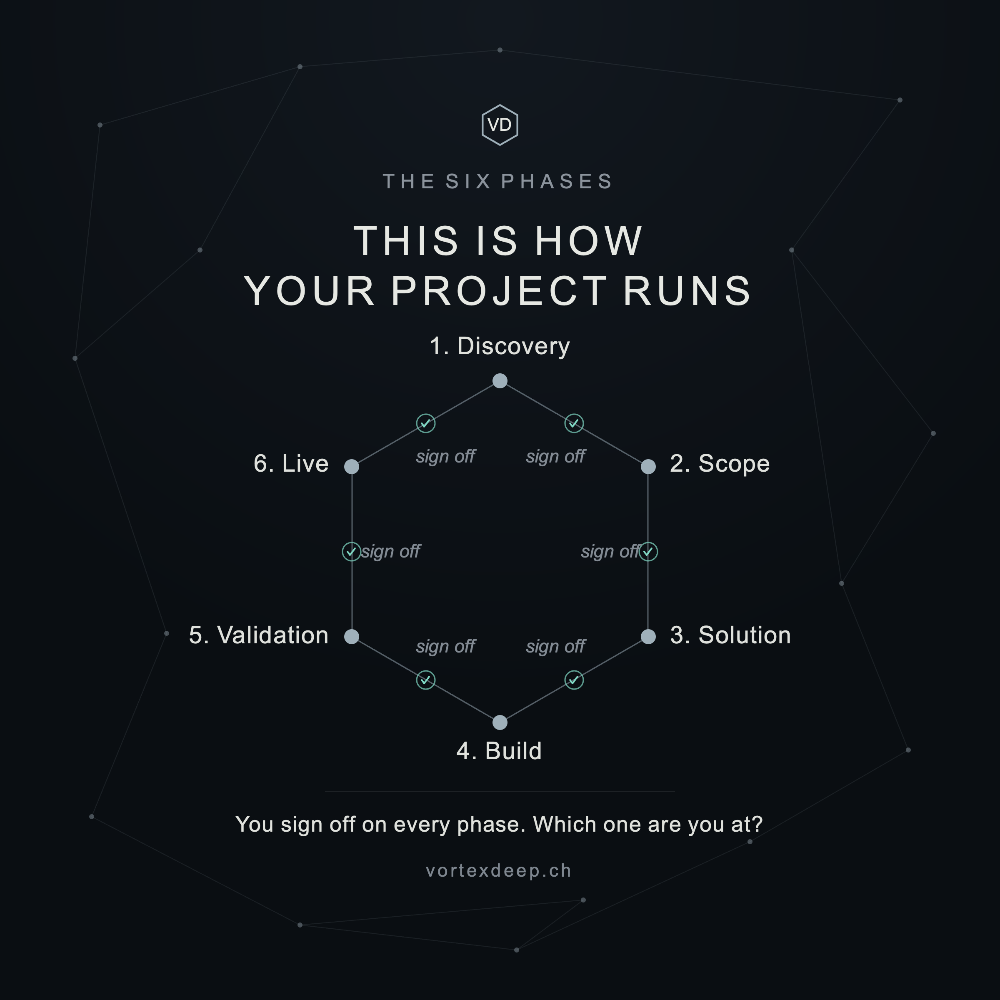 VD
THE SIX PHASES
THIS IS HOW
YOUR PROJECT RUNS
1. Discovery
sign off
sign off
6. Live
2. Scope
sign off
sign off
5. Validation
3. Solution
sign off
sign off
4. Build
You sign off on every phase. Which one are you at?
vortexdeep.ch